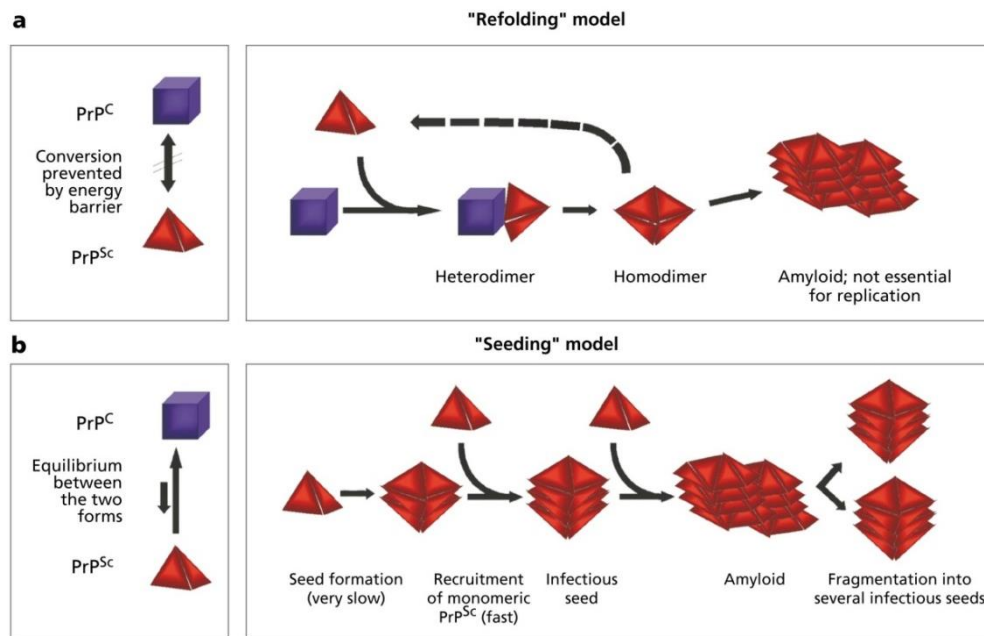 a
"Refolding" model
PrP^C
Conversion
prevented
by energy
barrier
PrP^Sc
Heterodimer
Homodimer
Amyloid; not essential
for replication
b
"Seeding" model
PrP^C
Equilibrium
between
the two
forms
PrP^Sc
Seed formation
(very slow)
Recruitment
of monomeric
PrP^Sc (fast)
Infectious
seed
Amyloid
Fragmentation into
several infectious seeds